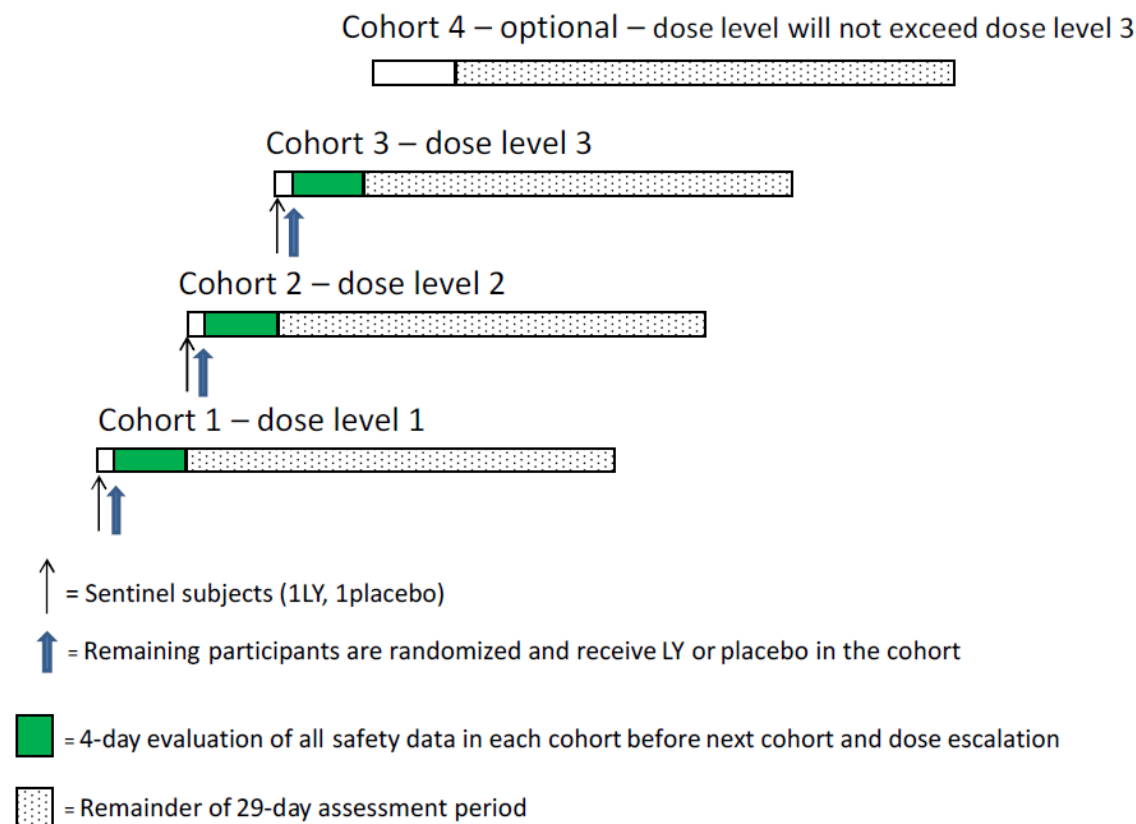 Cohort 4 – optional – dose level will not exceed dose level 3
Cohort 3 – dose level 3
Cohort 2 – dose level 2
Cohort 1 – dose level 1
= Sentinel subjects (1LY, 1placebo)
= Remaining participants are randomized and receive LY or placebo in the cohort
= 4-day evaluation of all safety data in each cohort before next cohort and dose escalation
= Remainder of 29-day assessment period